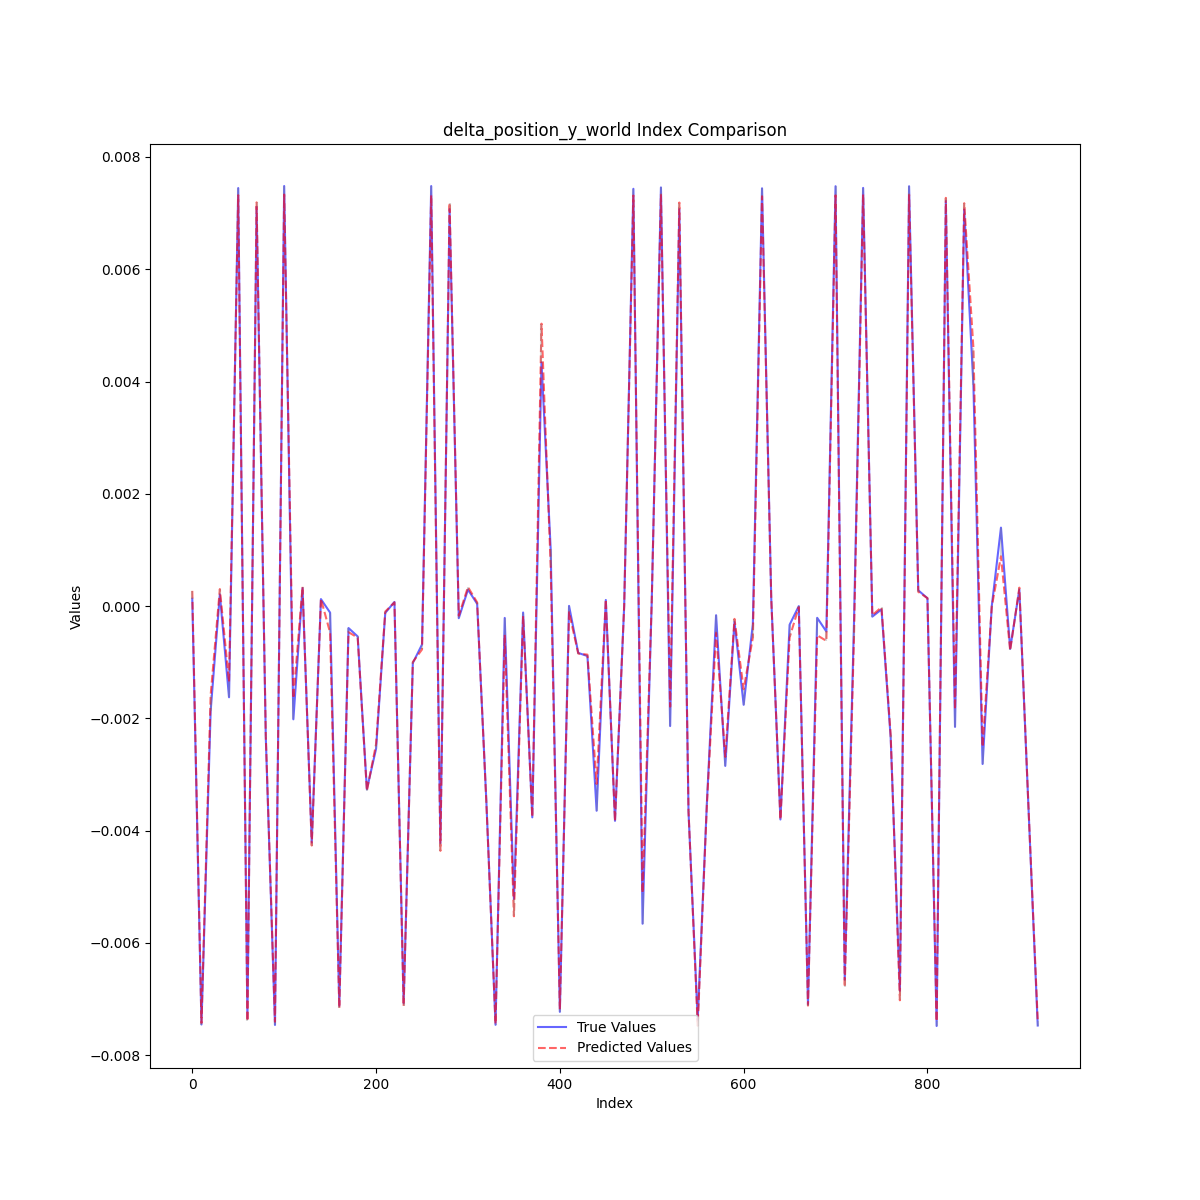 delta_position_y_world Index Comparison
0.008
0.006
0.004
0.002
0.000
−0.002
−0.004
−0.006
−0.008
Values
True Values
Predicted Values
0
200
400
600
800
Index